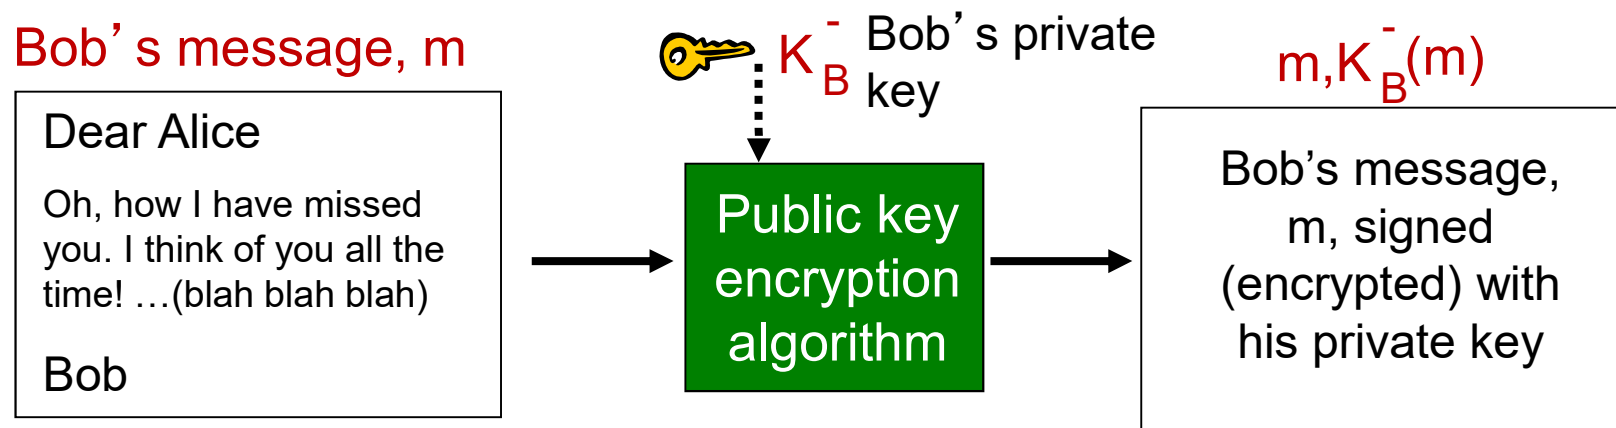 Bob’s message, m
Dear Alice
Oh, how I have missed
you. I think of you all the
time! …(blah blah blah)
Bob
K B - Bob’s private
key
Public key
encryption
algorithm
m,K B - (m)
Bob’s message,
m, signed
(encrypted) with
his private key